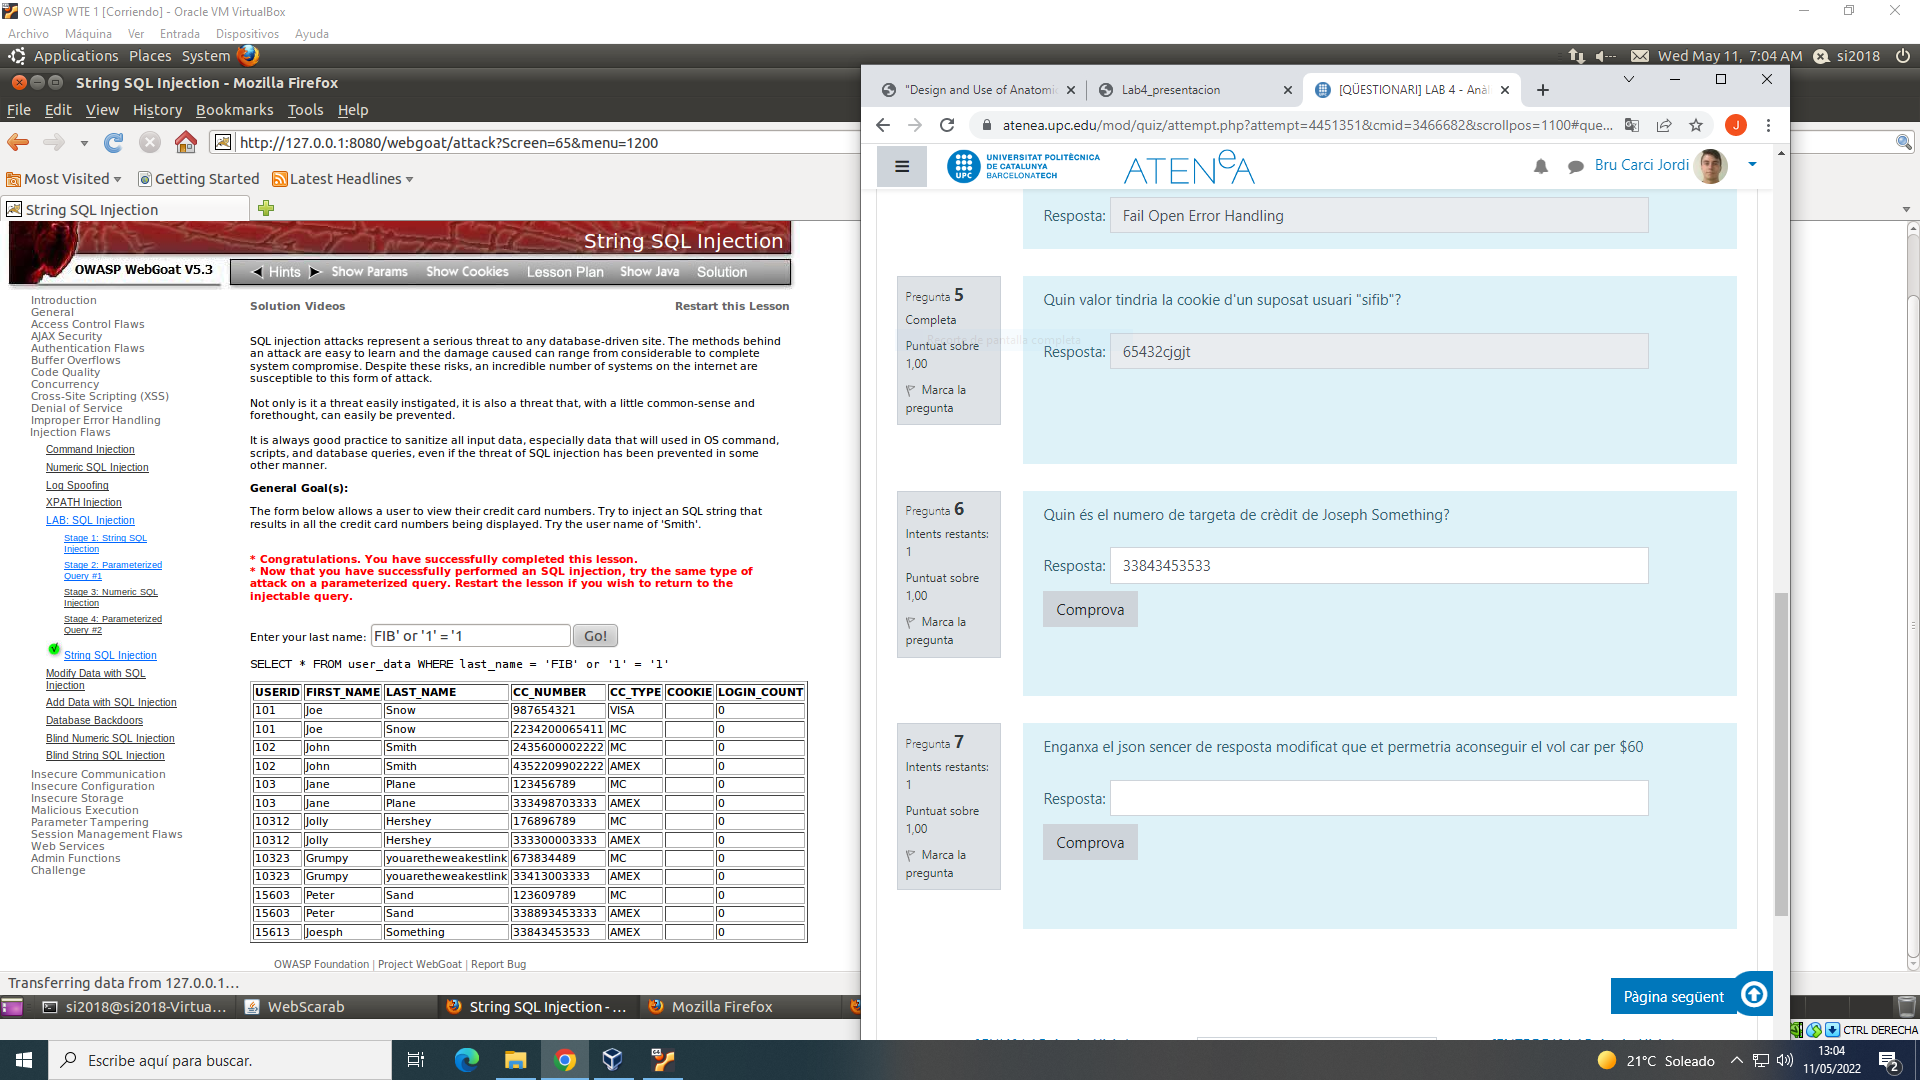 OWASP WTE 1 [Corriendo] - Oracle VM VirtualBox
Archivo Máquina Ver Entrada Dispositivos Ayuda
Applications Places System
Wed May 11, 7:04 AM si2018
String SQL Injection - Mozilla Firefox
File Edit View History Bookmarks Tools Help
http://127.0.0.1:8080/webgoat/attack?Screen=65&menu=1200
Most Visited Getting Started Latest Headlines
String SQL Injection
String SQL Injection
OWASP WebGoat V5.3
Hints Show Params Show Cookies Lesson Plan Show Java Solution
Introduction
General
Access Control Flaws
AJAX Security
Authentication Flaws
Buffer Overflows
Code Quality
Concurrency
Cross-Site Scripting (XSS)
Denial of Service
Improper Error Handling
Injection Flaws
Command Injection
Numeric SQL Injection
Log Spoofing
XPATH Injection
LAB: SQL Injection
Stage 1: String SQL
Injection
Stage 2: Parameterized
Query #1
Stage 3: Numeric SQL
Injection
Stage 4: Parameterized
Query #2
String SQL Injection
Modify Data with SQL
Injection
Add Data with SQL Injection
Database Backdoors
Blind Numeric SQL Injection
Blind String SQL Injection
Insecure Communication
Insecure Configuration
Insecure Storage
Malicious Execution
Parameter Tampering
Session Management Flaws
Web Services
Admin Functions
Challenge
Solution Videos Restart this Lesson
SQL injection attacks represent a serious threat to any database-driven site. The methods behind
an attack are easy to learn and the damage caused can range from considerable to complete
system compromise. Despite these risks, an incredible number of systems on the internet are
susceptible to this form of attack.
Not only is it a threat easily instigated, it is also a threat that, with a little common-sense and
forethought, can easily be prevented.
It is always good practice to sanitize all input data, especially data that will used in OS command,
scripts, and database queries, even if the threat of SQL injection has been prevented in some
other manner.
General Goal(s):
The form below allows a user to view their credit card numbers. Try to inject an SQL string that
results in all the credit card numbers being displayed. Try the user name of 'Smith'.
* Congratulations. You have successfully completed this lesson.
* Now that you have successfully performed an SQL injection, try the same type of
attack on a parameterized query. Restart the lesson if you wish to return to the
injectable query.
Enter your last name: FIB' or '1' = '1 Go!
SELECT * FROM user_data WHERE last_name = 'FIB' or '1' = '1'
USERID FIRST_NAME LAST_NAME CC_NUMBER CC_TYPE COOKIE LOGIN_COUNT
101 Joe Snow 987654321 VISA 0
101 Joe Snow 2234200065411 MC 0
102 John Smith 2435600002222 MC 0
102 John Smith 4352209902222 AMEX 0
103 Jane Plane 123456789 MC 0
103 Jane Plane 333498703333 AMEX 0
10312 Jolly Hershey 176896789 MC 0
10312 Jolly Hershey 333300003333 AMEX 0
10323 Grumpy youaretheweakestlink 673834489 MC 0
10323 Grumpy youaretheweakestlink 33413003333 AMEX 0
15603 Peter Sand 123609789 MC 0
15603 Peter Sand 338893453333 AMEX 0
15613 Joesph Something 33843453533 AMEX 0
OWASP Foundation | Project WebGoat | Report Bug
Transferring data from 127.0.0.1...
si2018@si2018-Virtua... WebScarab String SQL Injection - ... Mozilla Firefox
"Design and Use of Anatomi Lab4_presentacion [QÜESTIONARI] LAB 4 - Anàl
atenea.upc.edu/mod/quiz/attempt.php?attempt=4451351&cmid=3466682&scrollpos=1100#que...
UPC
UNIVERSITAT POLITÈCNICA
DE CATALUNYA
BARCELONATECH
ATENeA
Bru Carci Jordi
Resposta: Fail Open Error Handling
Pregunta 5
Completa
Puntuat sobre
1,00
Marca la
pregunta
Quin valor tindria la cookie d'un suposat usuari "sifib"?
Resposta: 65432cjgjt
Pregunta 6
Intents restants:
1
Puntuat sobre
1,00
Marca la
pregunta
Quin és el numero de targeta de crèdit de Joseph Something?
Resposta: 33843453533
Comprova
Pregunta 7
Intents restants:
1
Puntuat sobre
1,00
Marca la
pregunta
Enganxa el json sencer de resposta modificat que et permetria aconseguir el vol car per $60
Resposta:
Comprova
Pàgina següent
CTRL DERECHA
Escribe aquí para buscar.
21°C Soleado
13:04
11/05/2022
2